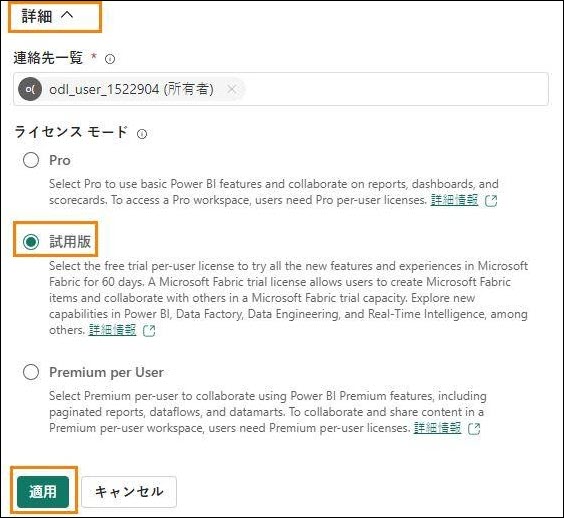 詳細
連絡先一覧 *
o( odl_user_1522904 (所有者) ×
ライセンス モード
Pro
Select Pro to use basic Power BI features and collaborate on reports, dashboards, and
scorecards. To access a Pro workspace, users need Pro per-user licenses. 詳細情報
試用版
Select the free trial per-user license to try all the new features and experiences in Microsoft
Fabric for 60 days. A Microsoft Fabric trial license allows users to create Microsoft Fabric
items and collaborate with others in a Microsoft Fabric trial capacity. Explore new
capabilities in Power BI, Data Factory, Data Engineering, and Real-Time Intelligence, among
others. 詳細情報
Premium per User
Select Premium per-user to collaborate using Power BI Premium features, including
paginated reports, dataflows, and datamarts. To collaborate and share content in a
Premium per-user workspace, users need Premium per-user licenses. 詳細情報
適用 キャンセル